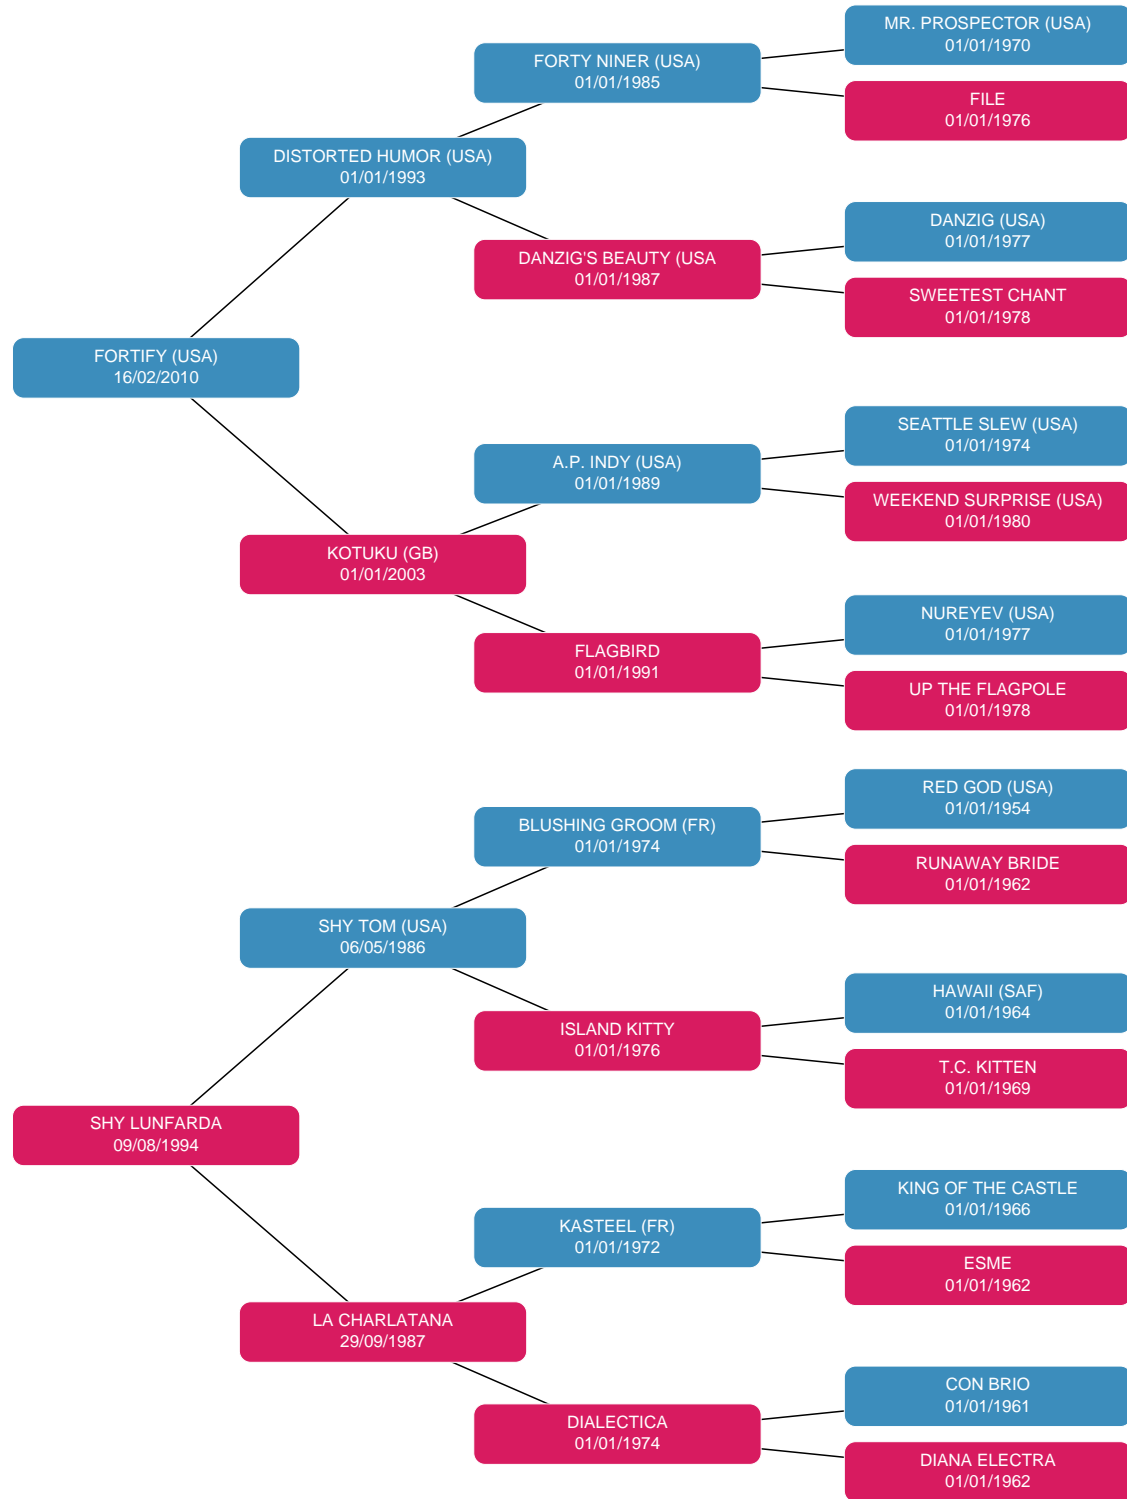 MR. PROSPECTOR (USA)
01/01/1970
FORTY NINER (USA)
01/01/1985
FILE
01/01/1976
DISTORTED HUMOR (USA)
01/01/1993
DANZIG (USA)
01/01/1977
DANZIG'S BEAUTY (USA
01/01/1987
SWEETEST CHANT
01/01/1978
FORTIFY (USA)
16/02/2010
SEATTLE SLEW (USA)
01/01/1974
A.P. INDY (USA)
01/01/1989
WEEKEND SURPRISE (USA)
01/01/1980
KOTUKU (GB)
01/01/2003
NUREYEV (USA)
01/01/1977
FLAGBIRD
01/01/1991
UP THE FLAGPOLE
01/01/1978
RED GOD (USA)
01/01/1954
BLUSHING GROOM (FR)
01/01/1974
RUNAWAY BRIDE
01/01/1962
SHY TOM (USA)
06/05/1986
HAWAII (SAF)
01/01/1964
ISLAND KITTY
01/01/1976
T.C. KITTEN
01/01/1969
SHY LUNFARDA
09/08/1994
KING OF THE CASTLE
01/01/1966
KASTEEL (FR)
01/01/1972
ESME
01/01/1962
LA CHARLATANA
29/09/1987
CON BRIO
01/01/1961
DIALECTICA
01/01/1974
DIANA ELECTRA
01/01/1962